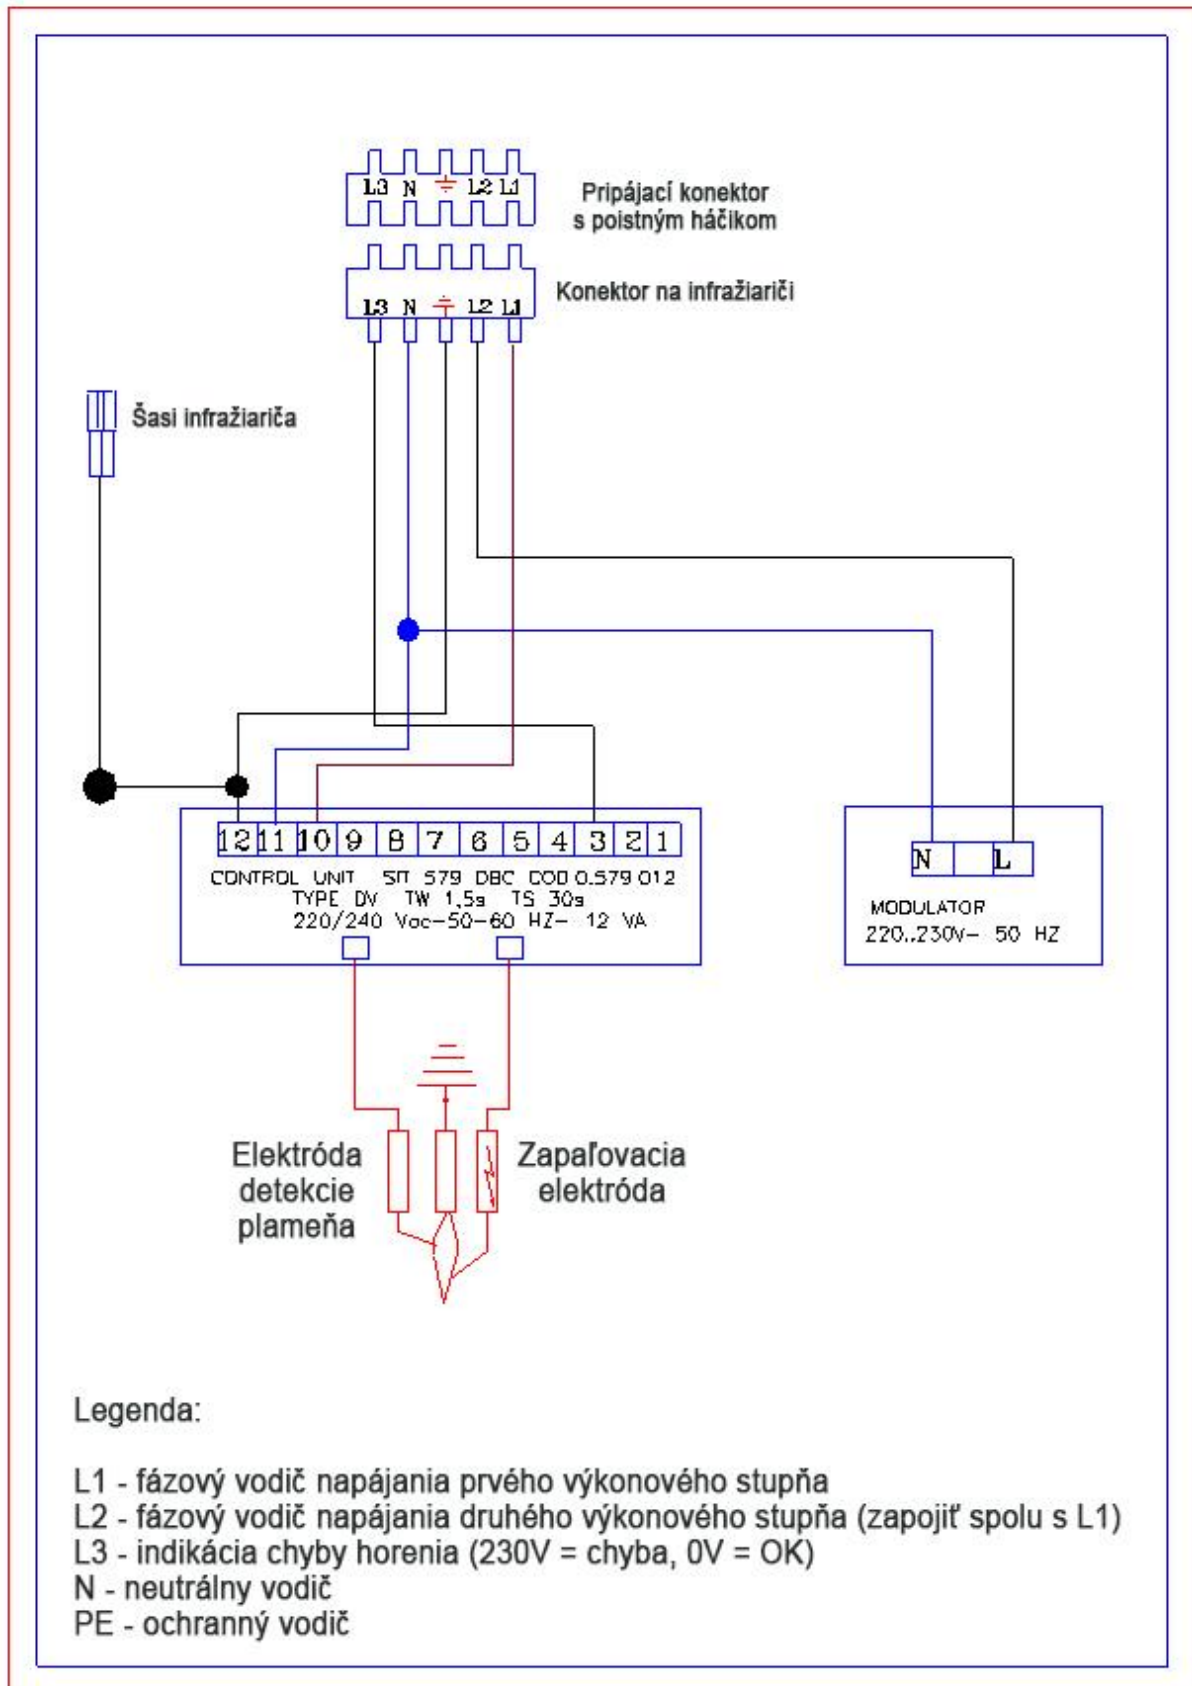 L3 N L2 L1
Pripájací konektor
s poistným háčikom
L3 N L2 L1
Konektor na infražiariči
Šasi infražiariča
12 11 10 9 8 7 6 5 4 3 2 1
CONTROL UNIT SIT 579 DBC COD 0.579 012
TYPE DV TW 1,5s TS 30s
220/240 Vac-50-60 HZ- 12 VA
N L
MODULATOR
220..230V- 50 HZ
Elektróda
detekcie
plameňa
Zapaľovacia
elektróda
Legenda:
L1 - fázový vodič napájania prvého výkonového stupňa
L2 - fázový vodič napájania druhého výkonového stupňa (zapojiť spolu s L1)
L3 - indikácia chyby horenia (230V = chyba, 0V = OK)
N - neutrálny vodič
PE - ochranný vodič